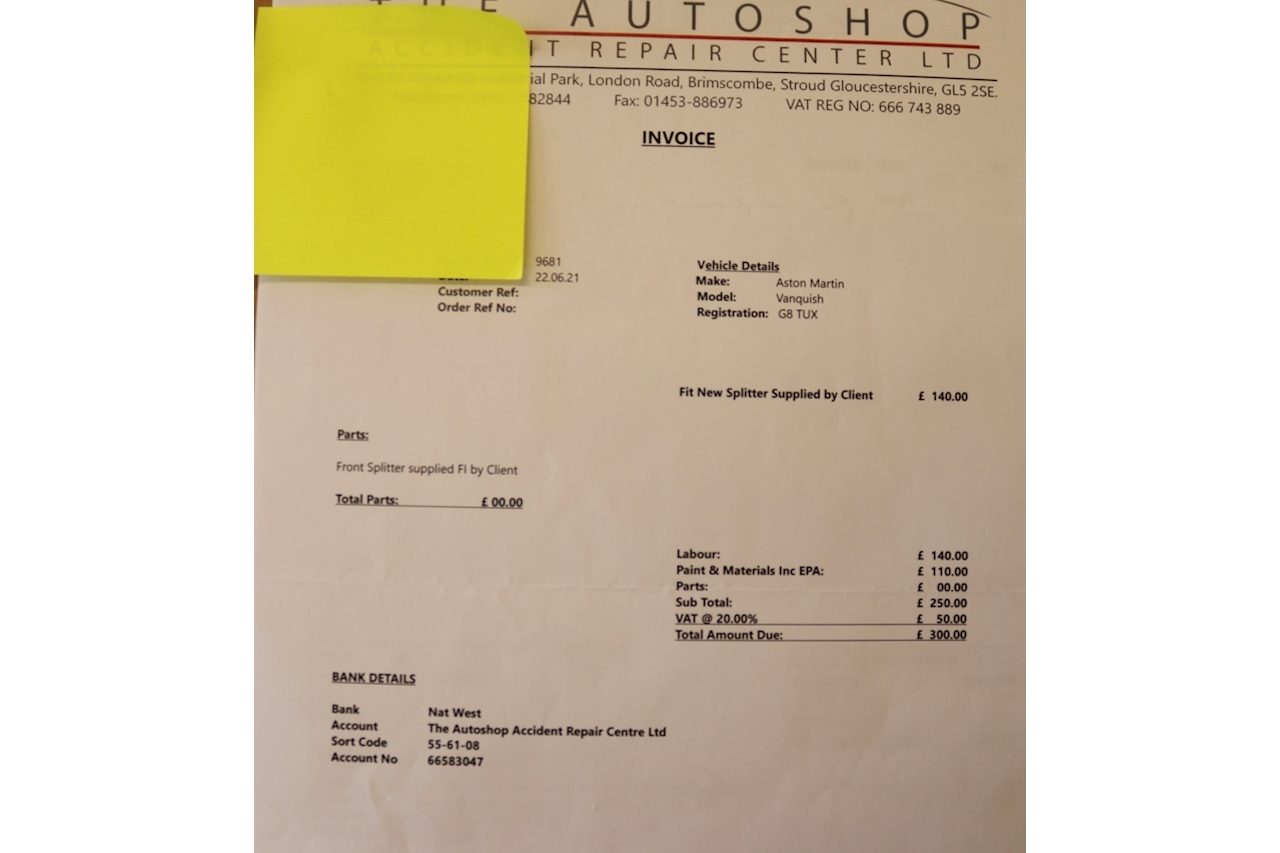 THE AUTOSHOP
ACCIDENT REPAIR CENTER LTD
ial Park, London Road, Brimscombe, Stroud Gloucestershire, GL5 2SE.
82844 Fax: 01453-886973 VAT REG NO: 666 743 889
INVOICE
9681
Date: 22.06.21
Customer Ref:
Order Ref No:
Vehicle Details
Make: Aston Martin
Model: Vanquish
Registration: G8 TUX
Fit New Splitter Supplied by Client £ 140.00
Parts:
Front Splitter supplied FI by Client
Total Parts: £ 00.00
Labour: £ 140.00
Paint & Materials Inc EPA: £ 110.00
Parts: £ 00.00
Sub Total: £ 250.00
VAT @ 20.00% £ 50.00
Total Amount Due: £ 300.00
BANK DETAILS
Bank Nat West
Account The Autoshop Accident Repair Centre Ltd
Sort Code 55-61-08
Account No 66583047